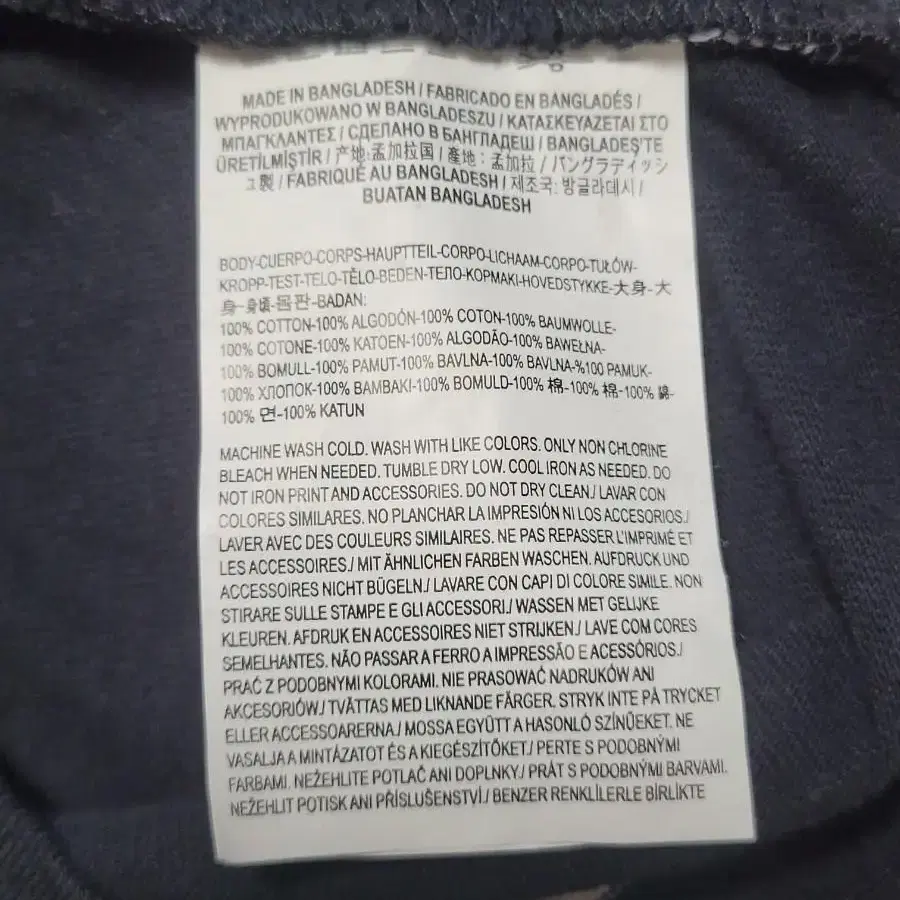 MADE IN BANGLADESH / FABRICADO EN BANGLADÉS /
WYPRODUKOWANO W BANGLADESZU / ΚΑΤΑΣΚΕΥΑΖΕΤΑΙ ΣΤΟ
ΜΠΑΓΚΛΑΝΤΕΣ / СДЕЛАНО В БАНГЛАДЕШ / BANGLADEŞ'TE
ÜRETİLMİŞTİR / 产地:孟加拉国 / 產地：孟加拉 / バングラディッシ
ュ製 / FABRIQUÉ AU BANGLADESH / 제조국: 방글라데시 /
BUATAN BANGLADESH
BODY-CUERPO-CORPS-HAUPTTEIL-CORPO-LICHAAM-CORPO-TUŁÓW-
KROPP-TEST-TELO-TĚLO-BEDEN-ТЕЛО-ΚΟΡΜΑΚΙ-HOVEDSTYKKE-大身-大
身-身頃-몸판-BADAN:
100% COTTON-100% ALGODÓN-100% COTON-100% BAUMWOLLE-
100% COTONE-100% KATOEN-100% ALGODÃO-100% BAWEŁNA-
100% BOMULL-100% PAMUT-100% BAVLNA-100% BAVLNA-%100 PAMUK-
100% ХЛОПОК-100% ΒΑΜΒΑΚΙ-100% BOMULD-100% 棉-100% 棉-100% 綿-
100% 면-100% KATUN
MACHINE WASH COLD. WASH WITH LIKE COLORS. ONLY NON CHLORINE
BLEACH WHEN NEEDED. TUMBLE DRY LOW. COOL IRON AS NEEDED. DO
NOT IRON PRINT AND ACCESSORIES. DO NOT DRY CLEAN./ LAVAR CON
COLORES SIMILARES. NO PLANCHAR LA IMPRESIÓN NI LOS ACCESORIOS./
LAVER AVEC DES COULEURS SIMILAIRES. NE PAS REPASSER L'IMPRIMÉ ET
LES ACCESSOIRES./ MIT ÄHNLICHEN FARBEN WASCHEN. AUFDRUCK UND
ACCESSOIRES NICHT BÜGELN./ LAVARE CON CAPI DI COLORE SIMILE. NON
STIRARE SULLE STAMPE E GLI ACCESSORI./ WASSEN MET GELIJKE
KLEUREN. AFDRUK EN ACCESSOIRES NIET STRIJKEN./ LAVE COM CORES
SEMELHANTES. NÃO PASSAR A FERRO A IMPRESSÃO E ACESSÓRIOS./
PRAĆ Z PODOBNYMI KOLORAMI. NIE PRASOWAĆ NADRUKÓW ANI
AKCESORIÓW./ TVÄTTAS MED LIKNANDE FÄRGER. STRYK INTE PÅ TRYCKET
ELLER ACCESSOARERNA./ MOSSA EGYÜTT A HASONLÓ SZÍNŰEKET. NE
VASALJA A MINTÁZATOT ÉS A KIEGÉSZÍTŐKET./ PERTE S PODOBNÝMI
FARBAMI. NEŽEHLITE POTLAČ ANI DOPLNKY./ PRÁT S PODOBNÝMI BARVAMI.
NEŽEHLIT POTISK ANI PŘÍSLUŠENSTVÍ./ BENZER RENKLİLERLE BİRLİKTE